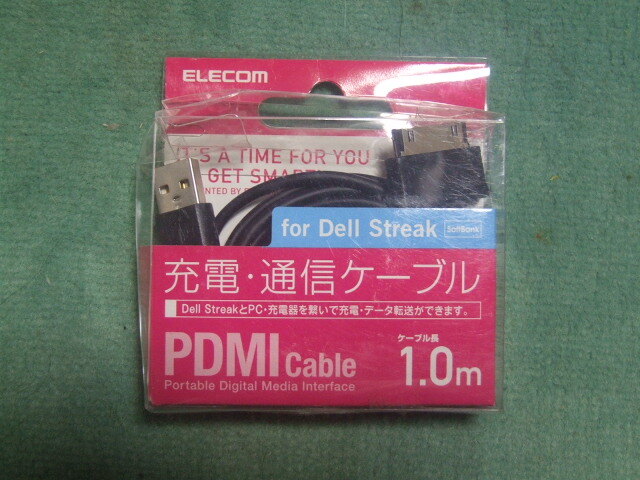 ELECOM
IT'S A TIME FOR YOU
GET SMART
for Dell Streak SoftBank
充電・通信ケーブル
Dell StreakとPC・充電器を繋いで充電・データ転送ができます。
PDMI Cable
Portable Digital Media Interface
ケーブル長
1.0m